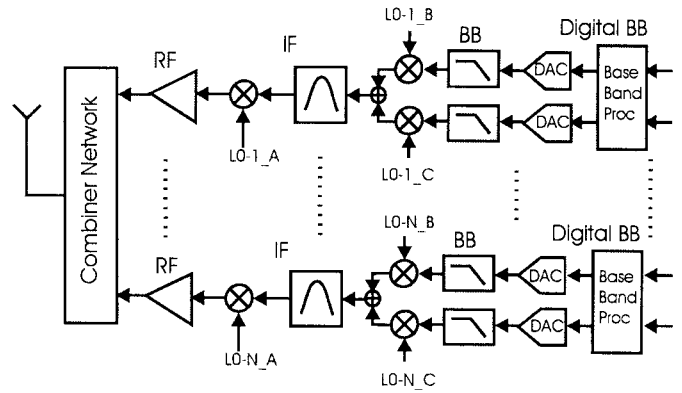 LO-1_B
Digital BB
RF
IF
BB
DAC
Base
Band
Proc
DAC
Combiner Network
LO-1_A
LO-1_C
LO-N_B
Digital BB
RF
IF
BB
DAC
Base
Band
Proc
DAC
LO-N_A
LO-N_C